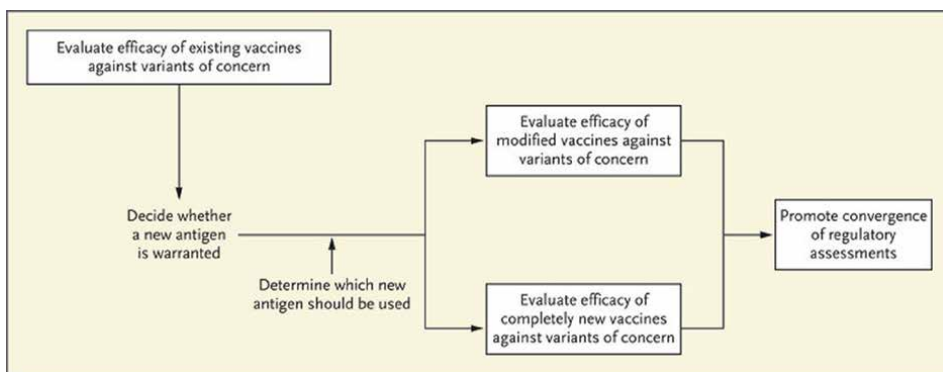 Evaluate efficacy of existing vaccines
against variants of concern
Decide whether
a new antigen
is warranted
Determine which new
antigen should be used
Evaluate efficacy of
modified vaccines against
variants of concern
Evaluate efficacy of
completely new vaccines
against variants of concern
Promote convergence
of regulatory
assessments